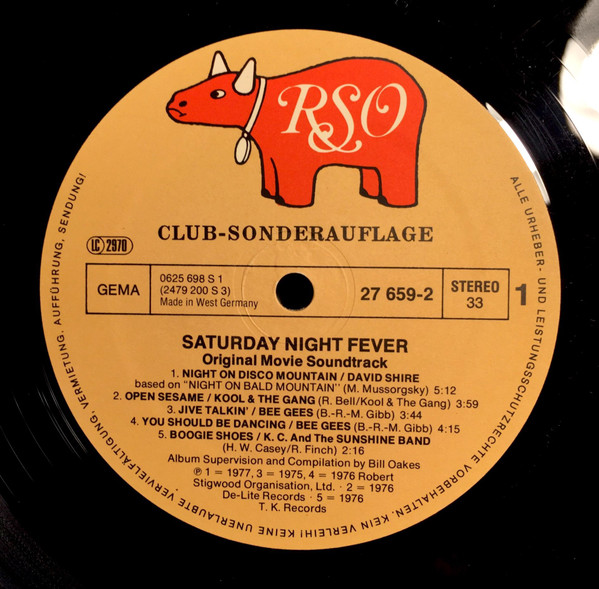 RSO
CLUB-SONDERAUFLAGE
LC 2970
GEMA
0625 698 S 1
(2479 200 S 3)
Made in West Germany
27 659-2
STEREO
33
1
SATURDAY NIGHT FEVER
Original Movie Soundtrack
1. NIGHT ON DISCO MOUNTAIN / DAVID SHIRE
based on "NIGHT ON BALD MOUNTAIN" (M. Mussorgsky) 5:12
2. OPEN SESAME / KOOL & THE GANG (R. Bell/Kool & The Gang) 3:59
3. JIVE TALKIN' / BEE GEES (B.-R.-M. Gibb) 3:44
4. YOU SHOULD BE DANCING / BEE GEES (B.-R.-M. Gibb) 4:15
5. BOOGIE SHOES / K. C. And The SUNSHINE BAND
(H. W. Casey/R. Finch) 2:16
Album Supervision and Compilation by Bill Oakes
℗ 1 = 1977, 3 = 1975, 4 = 1976 Robert
Stigwood Organisation, Ltd. · 2 = 1976
De-Lite Records · 5 = 1976
T. K. Records
ALLE URHEBER- UND LEISTUNGSSCHUTZRECHTE VORBEHALTEN. KEIN VERLEIH! KEINE UNERLAUBTE VERVIELFÄLTIGUNG, VERMIETUNG, AUFFÜHRUNG, SENDUNG!